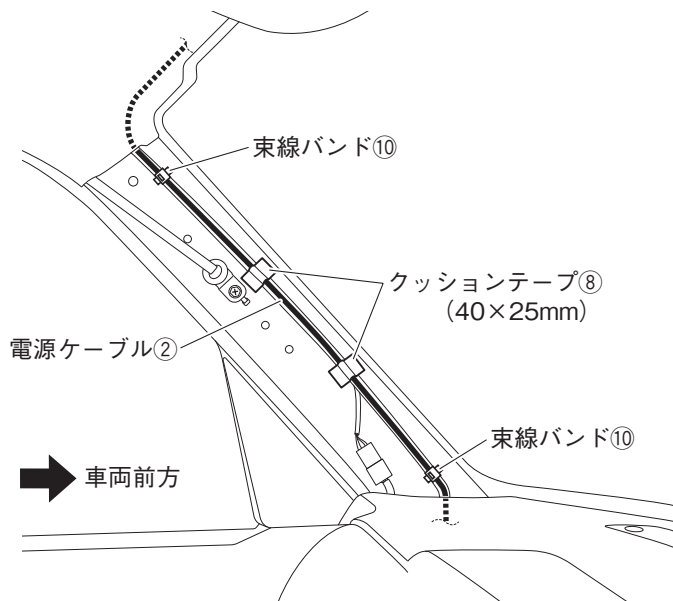 束線バンド⑩
クッションテープ⑧
（40×25mm）
電源ケーブル②
束線バンド⑩
車両前方